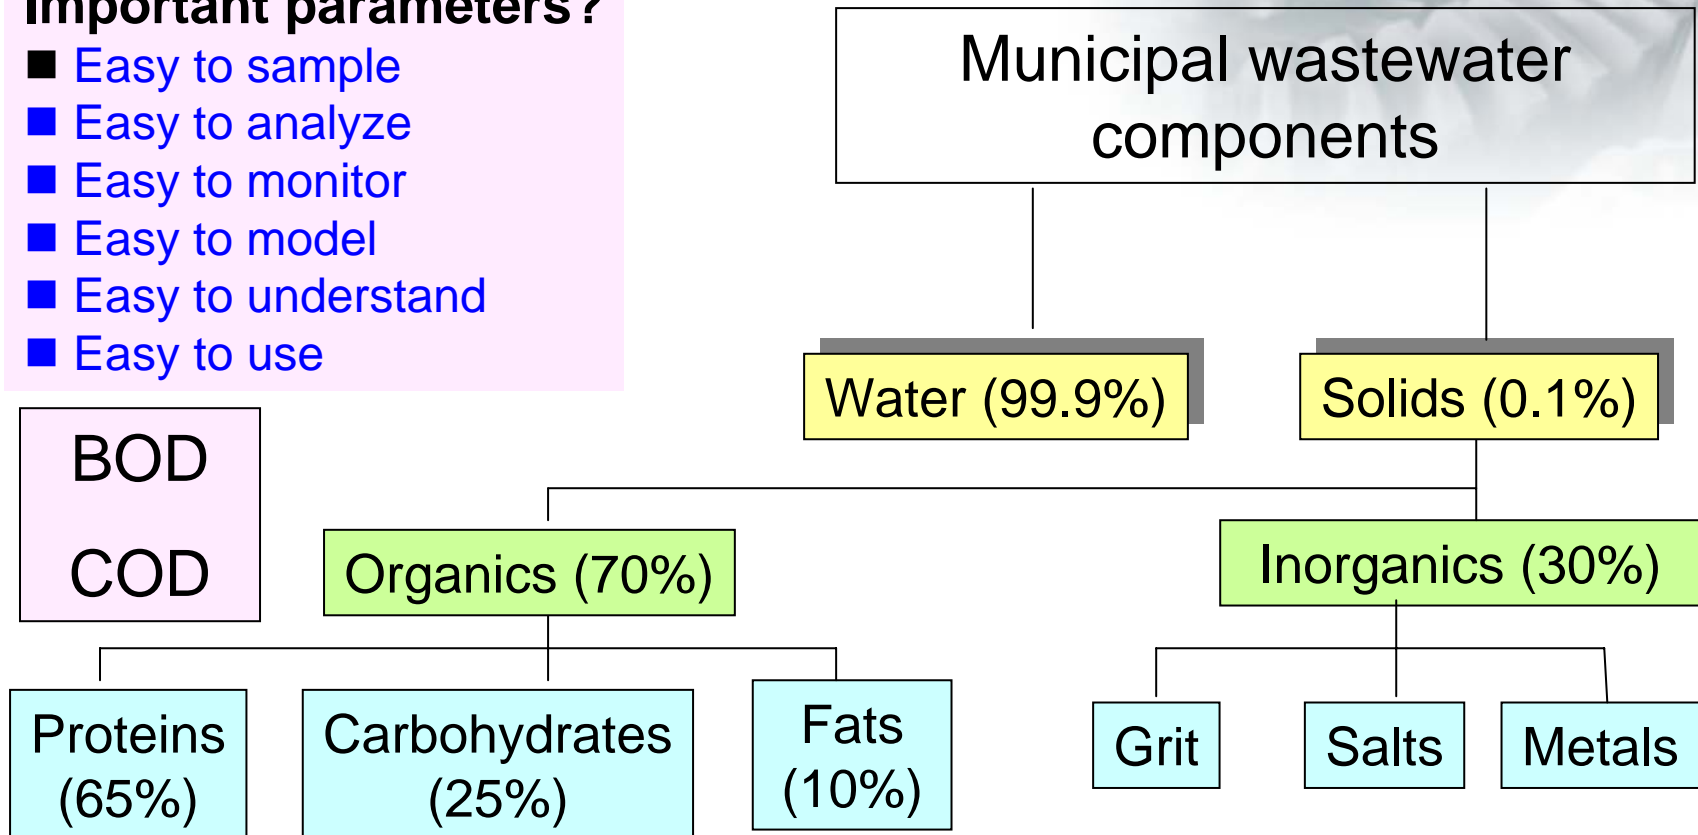 Important parameters?
Easy to sample
Easy to analyze
Easy to monitor
Easy to model
Easy to understand
Easy to use
Municipal wastewater
components
Water (99.9%)
Solids (0.1%)
BOD
COD
Organics (70%)
Inorganics (30%)
Proteins
(65%)
Carbohydrates
(25%)
Fats
(10%)
Grit
Salts
Metals